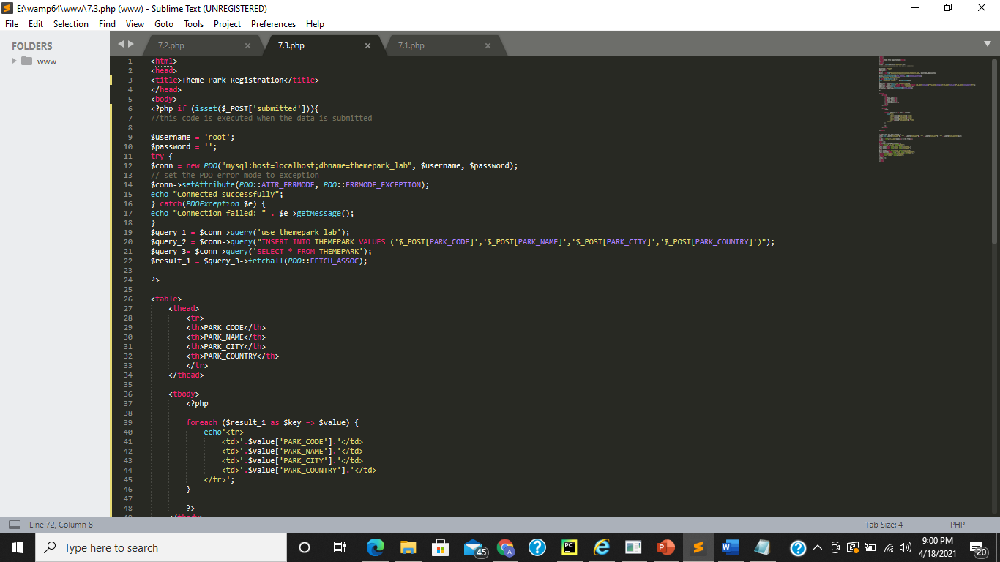 E:\wamp64\www\7.3.php (www) - Sublime Text (UNREGISTERED)
File Edit Selection Find View Goto Tools Project Preferences Help
FOLDERS
www
7.2.php 7.3.php 7.1.php
1 <html>
2 <head>
3 <title>Theme Park Registration</title>
4 </head>
5 <body>
6 <?php if (isset($_POST['submitted'])){
7 //this code is executed when the data is submitted
8
9 $username = 'root';
10 $password = '';
11 try {
12 $conn = new PDO("mysql:host=localhost;dbname=themepark_lab", $username, $password);
13 // set the PDO error mode to exception
14 $conn->setAttribute(PDO::ATTR_ERRMODE, PDO::ERRMODE_EXCEPTION);
15 echo "Connected successfully";
16 } catch(PDOException $e) {
17 echo "Connection failed: " . $e->getMessage();
18 }
19 $query_1 = $conn->query('use themepark_lab');
20 $query_2 = $conn->query("INSERT INTO THEMEPARK VALUES ('$_POST[PARK_CODE]','$_POST[PARK_NAME]','$_POST[PARK_CITY]','$_POST[PARK_COUNTRY]')");
21 $query_3= $conn->query('SELECT * FROM THEMEPARK');
22 $result_1 = $query_3->fetchall(PDO::FETCH_ASSOC);
23
24 ?>
25
26 <table>
27 <thead>
28 <tr>
29 <th>PARK_CODE</th>
30 <th>PARK_NAME</th>
31 <th>PARK_CITY</th>
32 <th>PARK_COUNTRY</th>
33 </tr>
34 </thead>
35
36 <tbody>
37 <?php
38
39 foreach ($result_1 as $key => $value) {
40 echo'<tr>
41 <td>'.$value['PARK_CODE'].'</td>
42 <td>'.$value['PARK_NAME'].'</td>
43 <td>'.$value['PARK_CITY'].'</td>
44 <td>'.$value['PARK_COUNTRY'].'</td>
45 </tr>';
46 }
47
48 ?>
Line 72, Column 8 Tab Size: 4 PHP
Type here to search
45
9:00 PM
4/18/2021
20